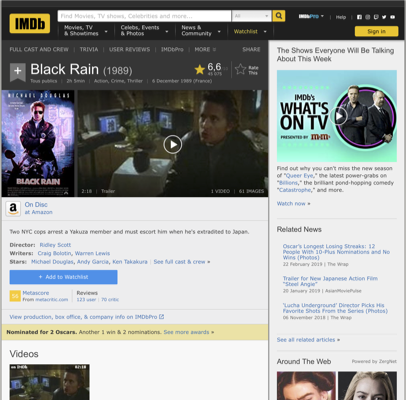 IMDb
Find Movies, TV shows, Celebrities and more...
All
IMDbPro
Help
Movies, TV
& Showtimes
Celebs, Events
& Photos
News &
Community
Watchlist
Sign in
FULL CAST AND CREW | TRIVIA | USER REVIEWS | IMDbPro | MORE
SHARE
Black Rain (1989)
6,6
Rate
This
Tous publics | 2h 5min | Action, Crime, Thriller | 6 December 1989 (France)
MICHAEL DOUGLAS
BLACK RAIN
2:18 | Trailer
1 VIDEO | 61 IMAGES
On Disc
at Amazon
Two NYC cops arrest a Yakuza member and must escort him when he's extradited to Japan.
Director: Ridley Scott
Writers: Craig Bolotin, Warren Lewis
Stars: Michael Douglas, Andy Garcia, Ken Takakura | See full cast & crew »
+ Add to Watchlist
Metascore
From metacritic.com
Reviews
123 user | 70 critic
View production, box office, & company info on IMDbPro
Nominated for 2 Oscars. Another 1 win & 2 nominations. See more awards »
Videos
02:18
The Shows Everyone Will Be Talking
About This Week
IMDb's
WHAT'S
ON TV
PRESENTED BY
Find out why you can't miss the new season
of "Queer Eye," the latest power-grabs on
"Billions," the brilliant pond-hopping comedy
"Catastrophe," and more.
Watch now »
Related News
Oscar's Longest Losing Streaks: 12
People With 10-Plus Nominations and No
Wins (Photos)
22 February 2019 | The Wrap
Trailer for New Japanese Action Film
"Steel Angle"
20 January 2019 | AsianMoviePulse
'Lucha Underground' Director Picks His
Favorite Shots From the Series (Photos)
06 November 2018 | The Wrap
See all related articles »
Around The Web
Powered by ZergNet